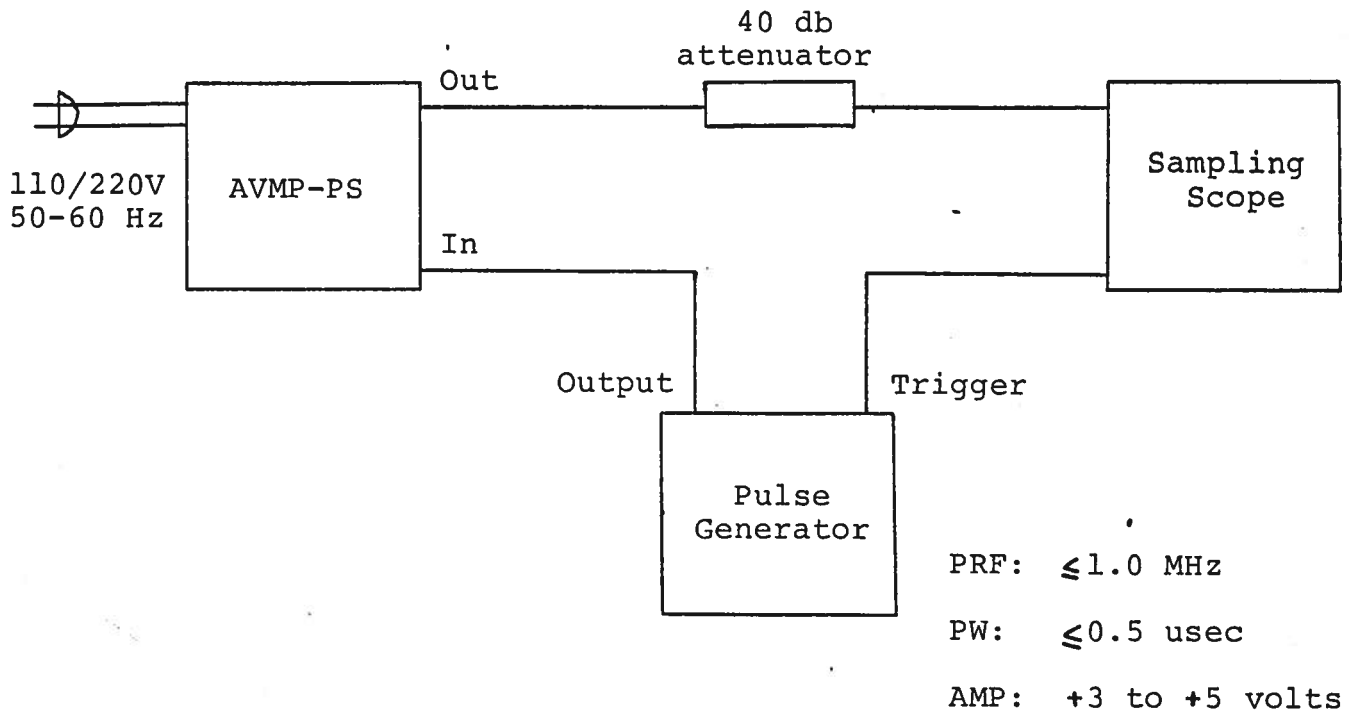 40 db
attenuator
Out
110/220V
50-60 Hz
AVMP-PS
Sampling
Scope
In
Output
Trigger
Pulse
Generator
PRF: ≤1.0 MHz
PW: ≤0.5 usec
AMP: +3 to +5 volts